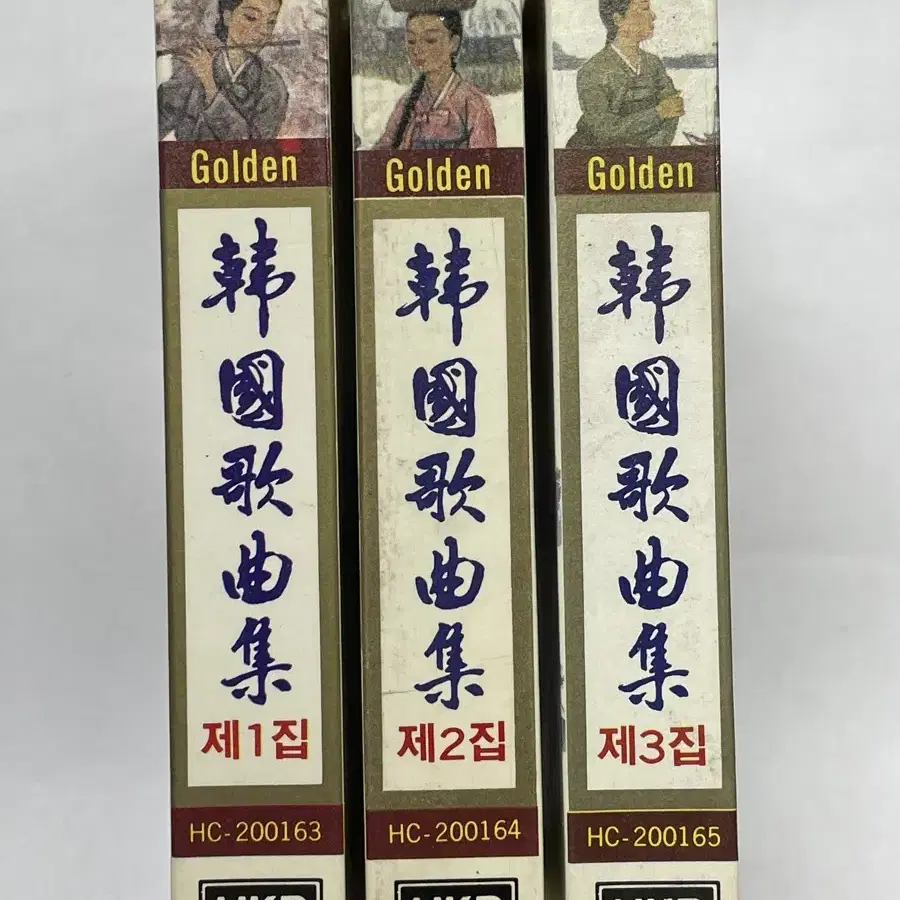 Golden
韓國歌曲集
제1집
HC-200163
Golden
韓國歌曲集
제2집
HC-200164
Golden
韓國歌曲集
제3집
HC-200165